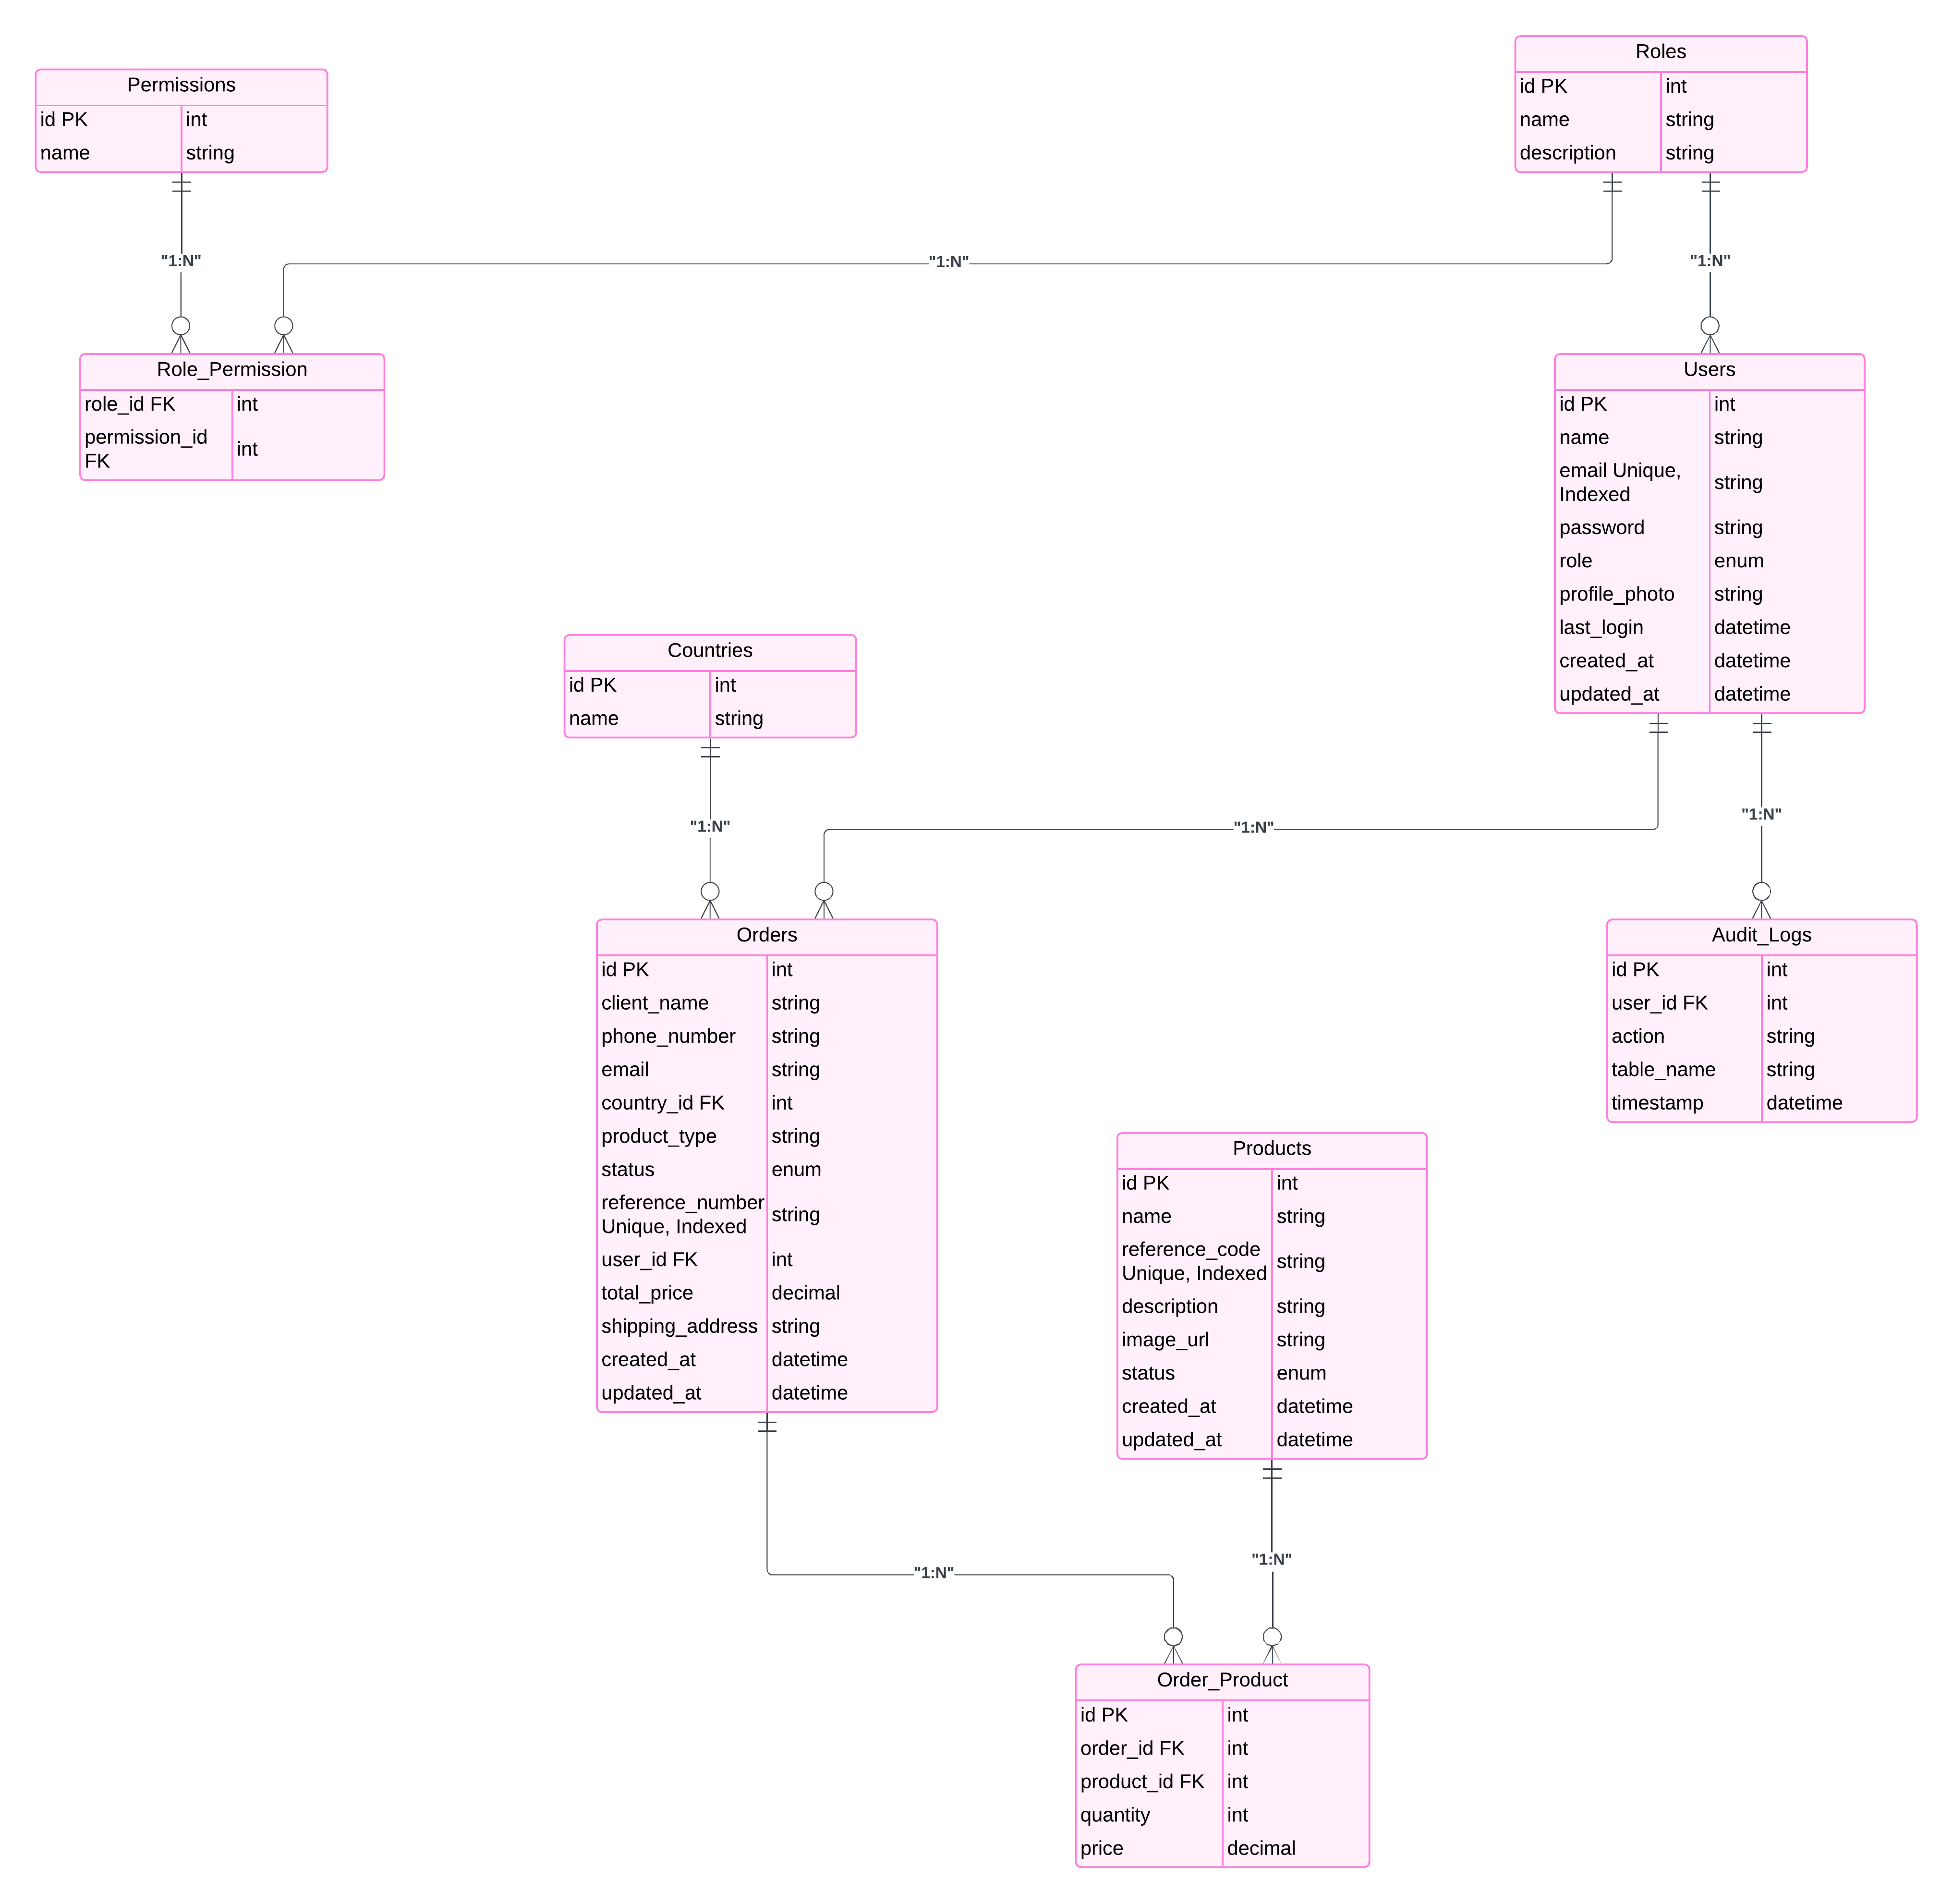 Roles
id PK int
name string
description string
Permissions
id PK int
name string
"1:N"
"1:N"
"1:N"
Role_Permission
role_id FK int
permission_id
FK
int
Users
id PK int
name string
email Unique,
Indexed
string
password string
role enum
profile_photo string
last_login datetime
created_at datetime
updated_at datetime
Countries
id PK int
name string
"1:N"
"1:N"
"1:N"
Orders
id PK int
client_name string
phone_number string
email string
country_id FK int
product_type string
status enum
reference_number
Unique, Indexed
string
user_id FK int
total_price decimal
shipping_address string
created_at datetime
updated_at datetime
Audit_Logs
id PK int
user_id FK int
action string
table_name string
timestamp datetime
Products
id PK int
name string
reference_code
Unique, Indexed
string
description string
image_url string
status enum
created_at datetime
updated_at datetime
"1:N"
"1:N"
Order_Product
id PK int
order_id FK int
product_id FK int
quantity int
price decimal